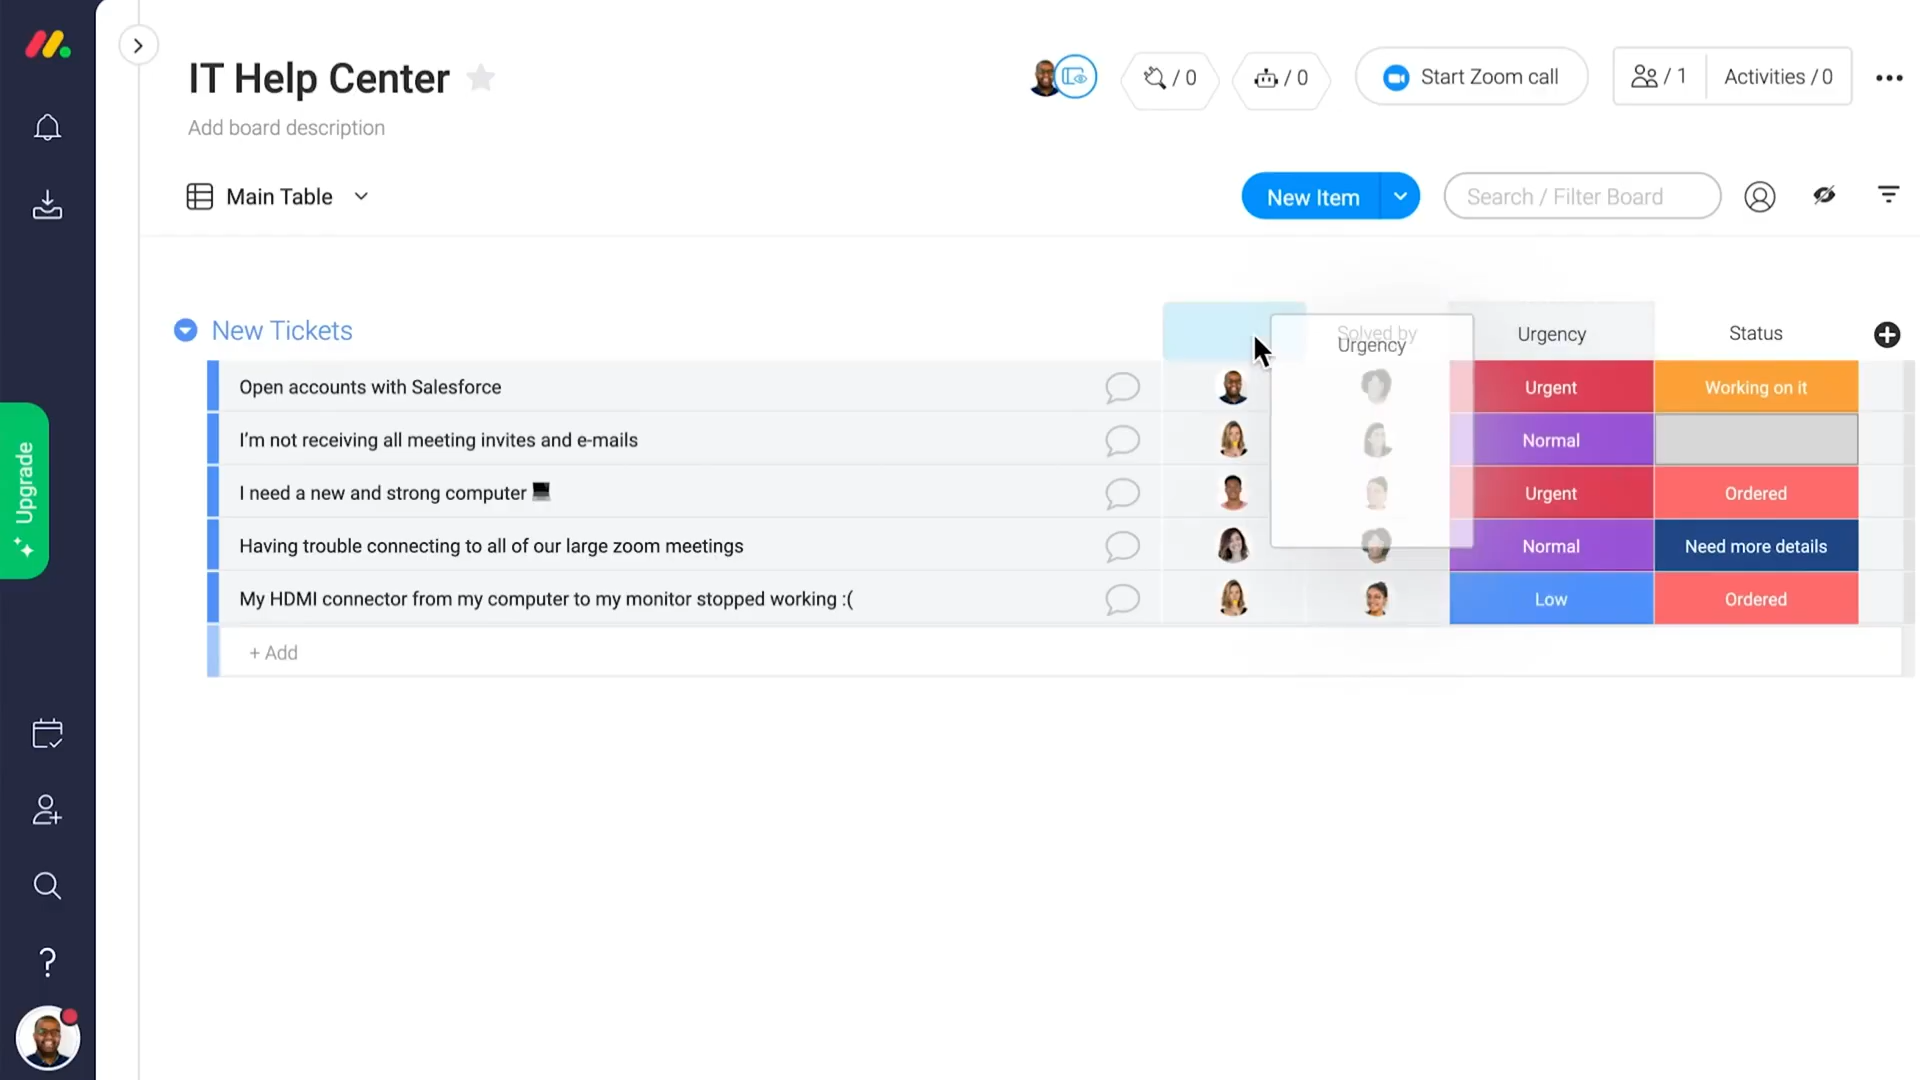 IT Help Center
/ 0
/ 0
Start Zoom call
/ 1
Activities / 0
Add board description
Main Table
New Item
Search / Filter Board
New Tickets
Solved by
Urgency
Urgency
Status
Open accounts with Salesforce
Urgent
Working on it
I'm not receiving all meeting invites and e-mails
Normal
I need a new and strong computer
Urgent
Ordered
Having trouble connecting to all of our large zoom meetings
Normal
Need more details
My HDMI connector from my computer to my monitor stopped working :(
Low
Ordered
+ Add
Upgrade